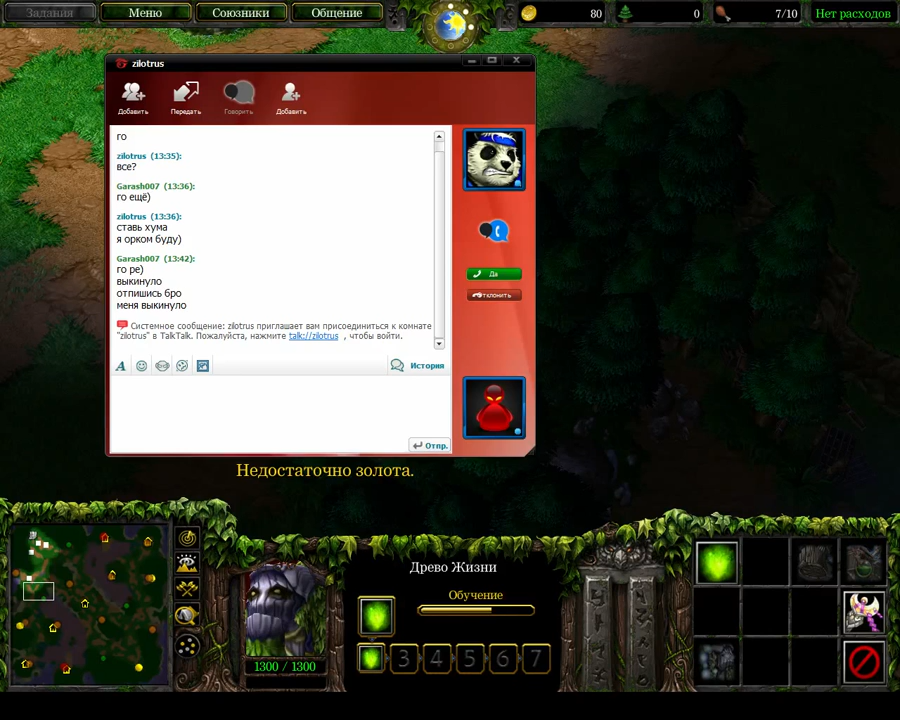 Задания
Меню
Союзники
Общение
80
0
7/10
Нет расходов
zilotrus
Добавить
Передать
Говорить
Добавить
го
zilotrus (13:35):
все?
Garash007 (13:36):
го ещё)
zilotrus (13:36):
ставь хума
я орком буду)
Garash007 (13:42):
го ре)
выкинуло
отпишись бро
меня выкинуло
Системное сообщение: zilotrus приглашает вам присоединиться к комнате
"zilotrus" в TalkTalk. Пожалуйста, нажмите talk://zilotrus , чтобы войти.
Да
тклонить
A
История
Отпр.
Недостаточно золота.
Древо Жизни
Обучение
1300 / 1300
3 4 5 6 7